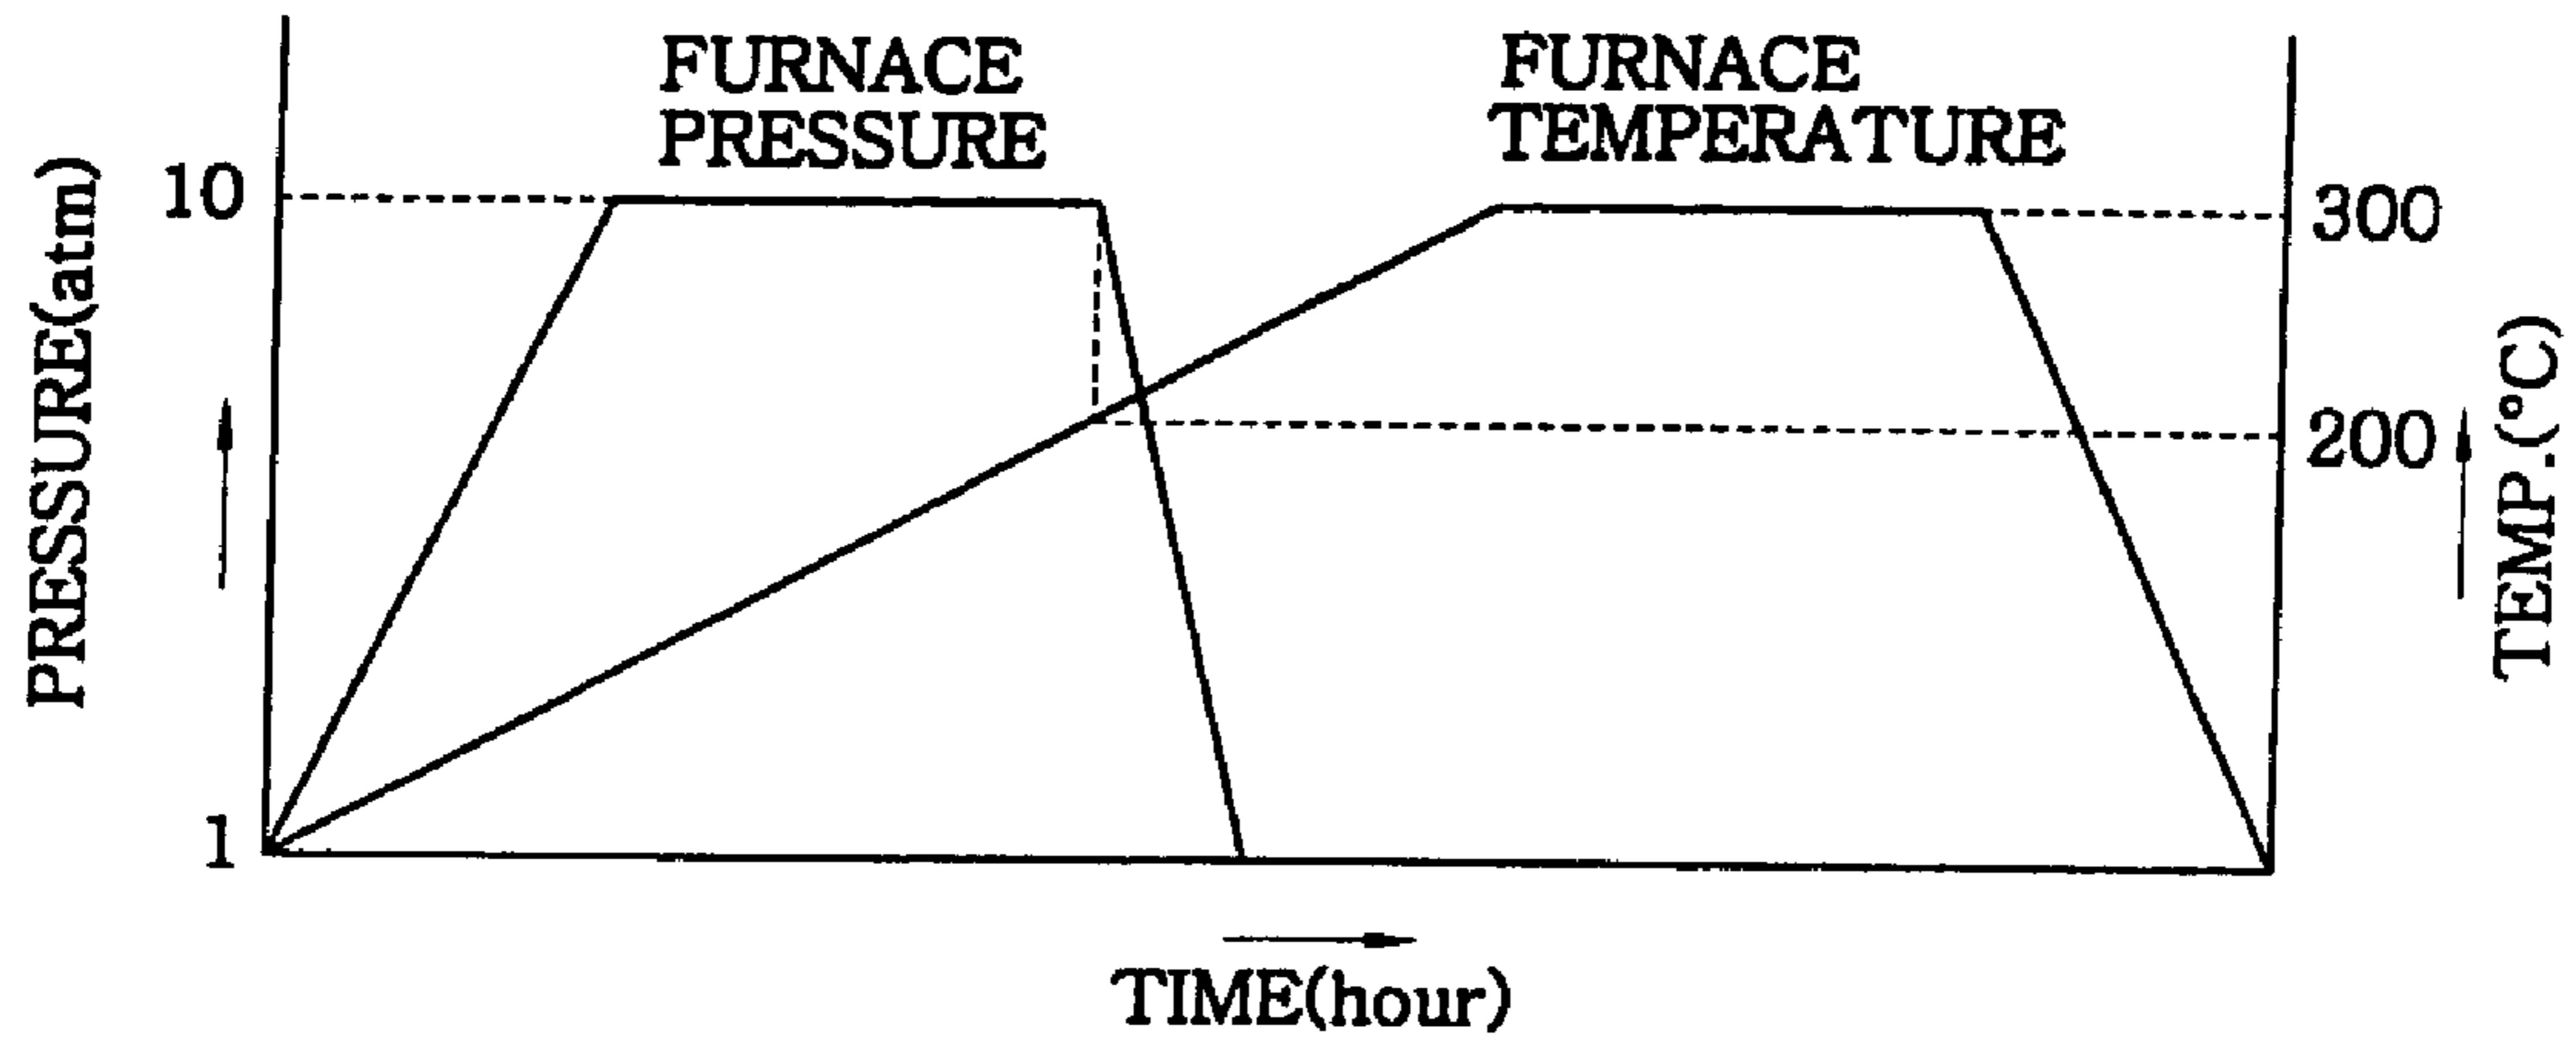 FURNACE
PRESSURE
FURNACE
TEMPERATURE
10
1
PRESSURE(atm)
300
200
TEMP.(°C)
TIME(hour)